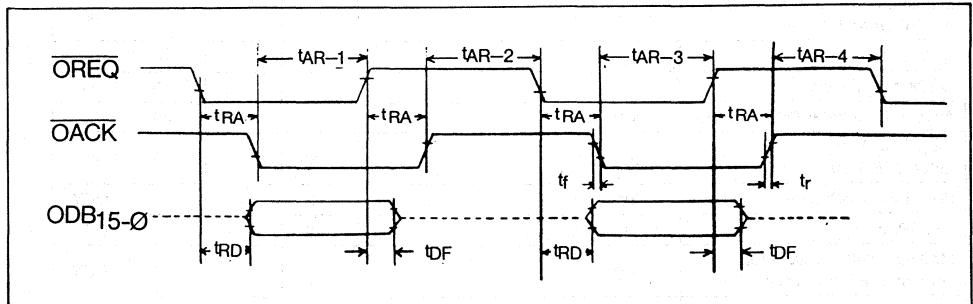 OREQ tAR-1 tAR-2 tAR-3 tAR-4
tRA tRA tRA tRA
OACK
tf tr
ODB15-Ø
tRD tDF tRD tDF